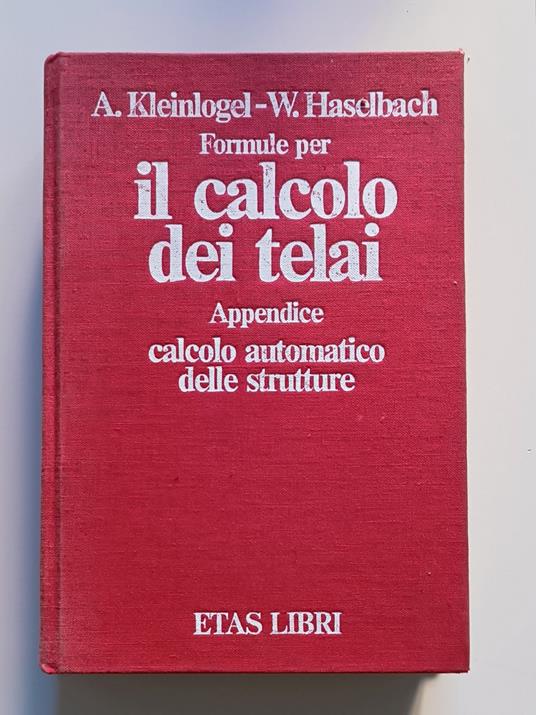 A. Kleinlogel-W. Haselbach
Formule per
il calcolo
dei telai
Appendice
calcolo automatico
delle strutture
ETAS LIBRI